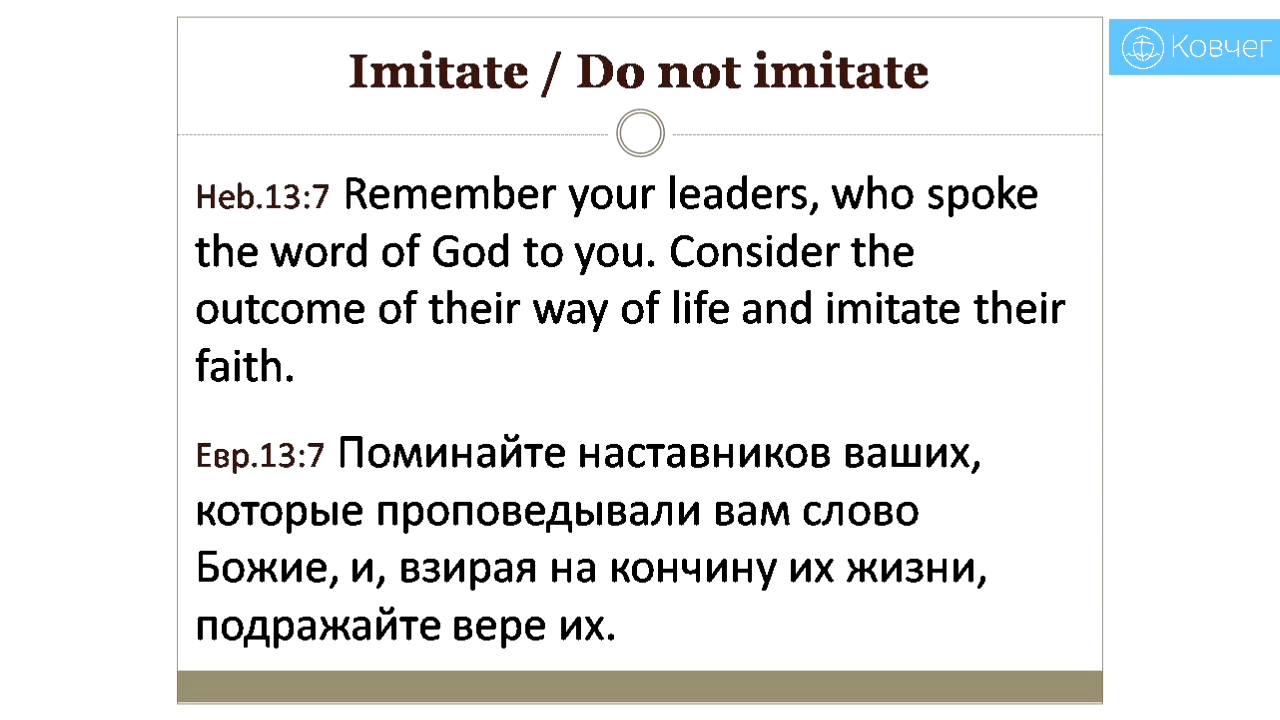 Imitate / Do not imitate
Ковчег
Heb.13:7 Remember your leaders, who spoke
the word of God to you. Consider the
outcome of their way of life and imitate their
faith.
Евр.13:7 Поминайте наставников ваших,
которые проповедывали вам слово
Божие, и, взирая на кончину их жизни,
подражайте вере их.